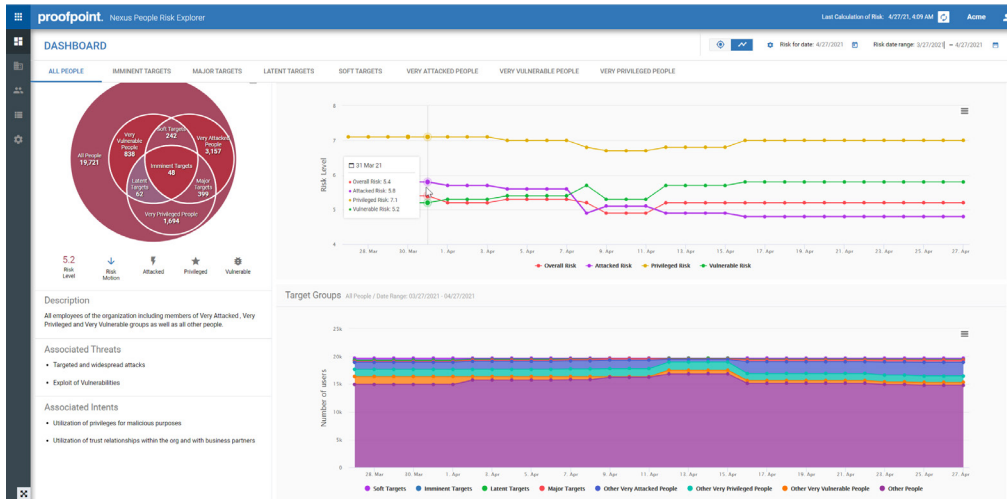 proofpoint. Nexus People Risk Explorer
Last Calculation of Risk: 4/27/21, 4:09 AM
Acme
DASHBOARD
Risk for date: 4/27/2021
Risk date range: 3/27/2021 – 4/27/2021
ALL PEOPLE
IMMINENT TARGETS
MAJOR TARGETS
LATENT TARGETS
SOFT TARGETS
VERY ATTACKED PEOPLE
VERY VULNERABLE PEOPLE
VERY PRIVILEGED PEOPLE
All People
19,721
Very
Vulnerable
People
838
Soft Targets
242
Very Attacked
People
3,157
Imminent Targets
48
Latent
Targets
62
Major
Targets
399
Very Privileged People
1,694
5.2
Risk
Level
Risk
Motion
Attacked
Privileged
Vulnerable
Description
All employees of the organization including members of Very Attacked , Very
Privileged and Very Vulnerable groups as well as all other people.
Associated Threats
• Targeted and widespread attacks
• Exploit of Vulnerabilities
Associated Intents
• Utilization of privileges for malicious purposes
• Utilization of trust relationships within the org and with business partners
Risk Level
8
7
6
5
4
31 Mar 21
Overall Risk: 5.4
Attacked Risk: 5.8
Privileged Risk: 7.1
Vulnerable Risk: 5.2
28. Mar
30. Mar
1. Apr
3. Apr
5. Apr
7. Apr
9. Apr
11. Apr
13. Apr
15. Apr
17. Apr
19. Apr
21. Apr
23. Apr
25. Apr
27. Apr
Overall Risk
Attacked Risk
Privileged Risk
Vulnerable Risk
Target Groups All People / Date Range: 03/27/2021 -04/27/2021
Number of users
25k
20k
15k
10k
5k
0
28. Mar
30. Mar
1. Apr
3. Apr
5. Apr
7. Apr
9. Apr
11. Apr
13. Apr
15. Apr
17. Apr
19. Apr
21. Apr
23. Apr
25. Apr
27. Apr
Soft Targets
Imminent Targets
Latent Targets
Major Targets
Other Very Attacked People
Other Very Privileged People
Other Very Vulnerable People
Other People